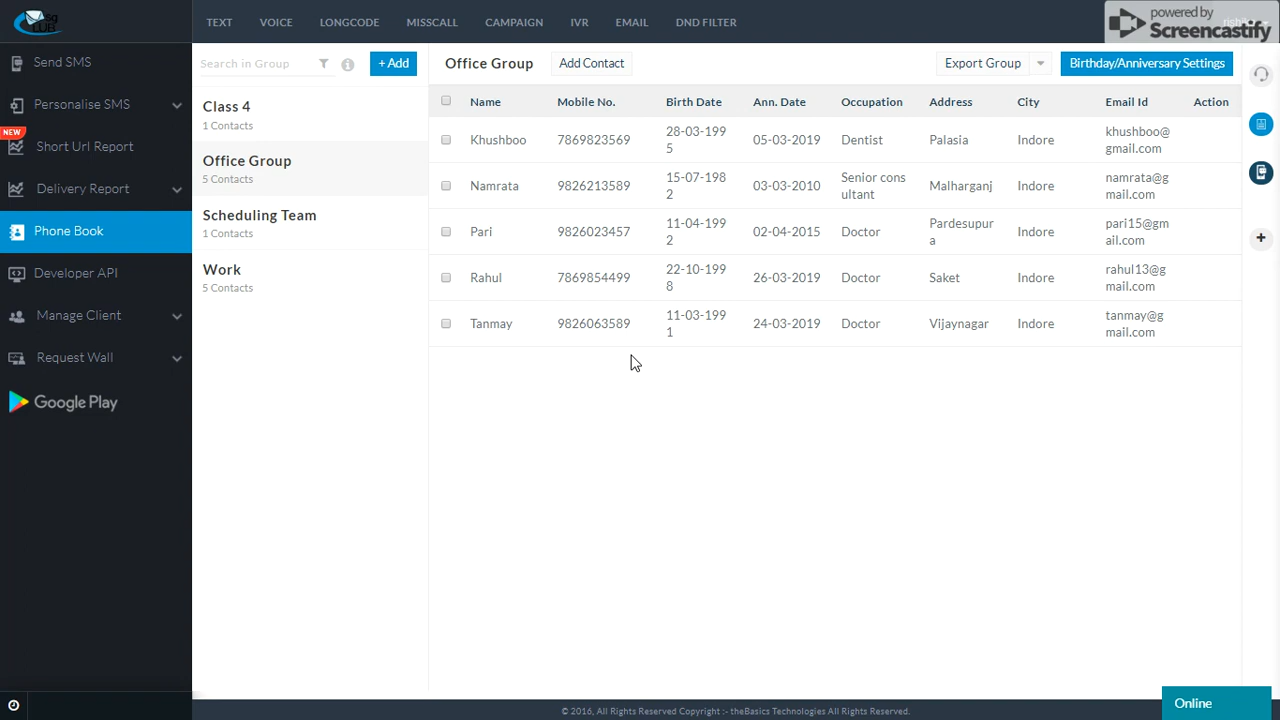 TEXT VOICE LONGCODE MISSCALL CAMPAIGN IVR EMAIL DND FILTER
powered by
Screencastify
Send SMS
Personalise SMS
NEW
Short Url Report
Delivery Report
Phone Book
Developer API
Manage Client
Request Wall
Google Play
Search in Group
+ Add
Class 4
1 Contacts
Office Group
5 Contacts
Scheduling Team
1 Contacts
Work
5 Contacts
Office Group Add Contact Export Group Birthday/Anniversary Settings
Name Mobile No. Birth Date Ann. Date Occupation Address City Email Id Action
Khushboo 7869823569 28-03-199 05-03-2019 Dentist Palasia Indore khushboo@
5 gmail.com
Namrata 9826213589 15-07-198 03-03-2010 Senior cons Malharganj Indore namrata@g
2 ultant mail.com
Pari 9826023457 11-04-199 02-04-2015 Doctor Pardesupur Indore pari15@gm
2 a ail.com
Rahul 7869854499 22-10-199 26-03-2019 Doctor Saket Indore rahul13@g
8 mail.com
Tanmay 9826063589 11-03-199 24-03-2019 Doctor Vijaynagar Indore tanmay@g
1 mail.com
© 2016, All Rights Reserved Copyright :- theBasics Technologies All Rights Reserved.
Online